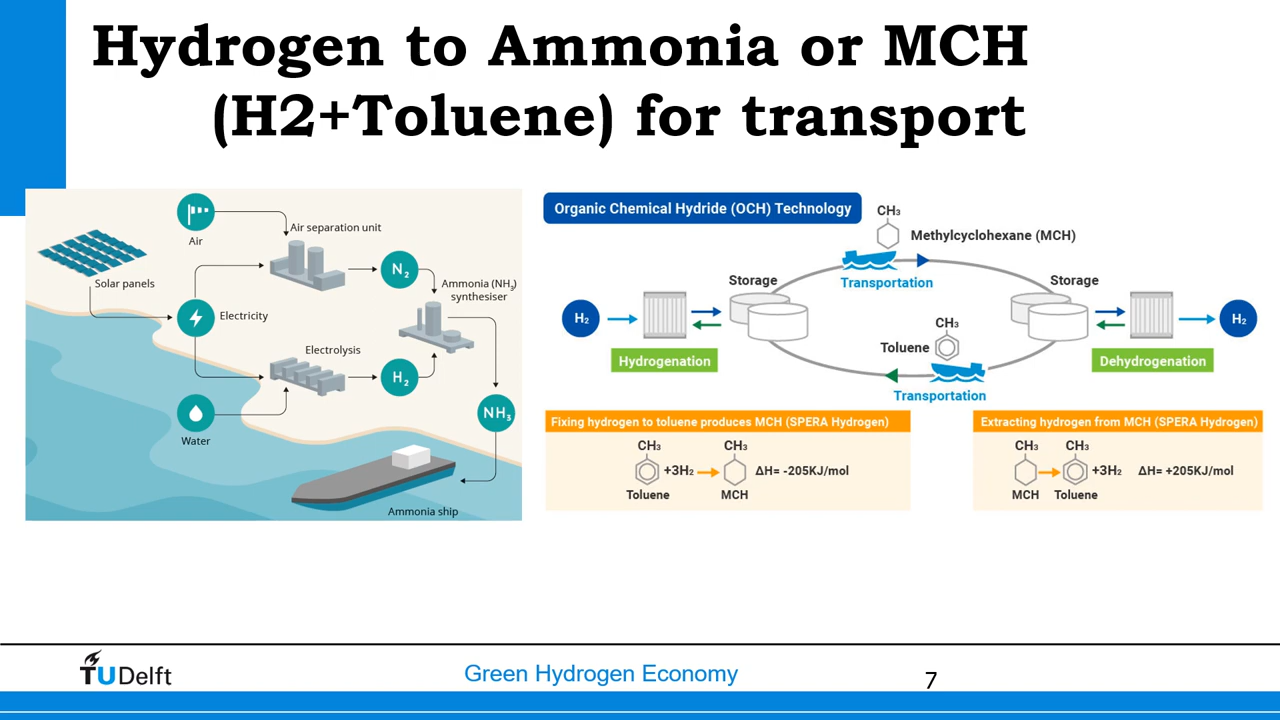 Hydrogen to Ammonia or MCH
(H2+Toluene) for transport
Air
Air separation unit
Solar panels
N₂
Ammonia (NH₃)
synthesiser
Electricity
Electrolysis
H₂
Water
NH₃
Ammonia ship
Organic Chemical Hydride (OCH) Technology
CH₃
Methylcyclohexane (MCH)
Transportation
Storage
Storage
H₂
Hydrogenation
CH₃
Toluene
Transportation
Dehydrogenation
H₂
Fixing hydrogen to toluene produces MCH (SPERA Hydrogen)
CH₃ CH₃
+3H₂ ΔH= -205KJ/mol
Toluene MCH
Extracting hydrogen from MCH (SPERA Hydrogen)
CH₃ CH₃
+3H₂ ΔH= +205KJ/mol
MCH Toluene
TU Delft
Green Hydrogen Economy
7